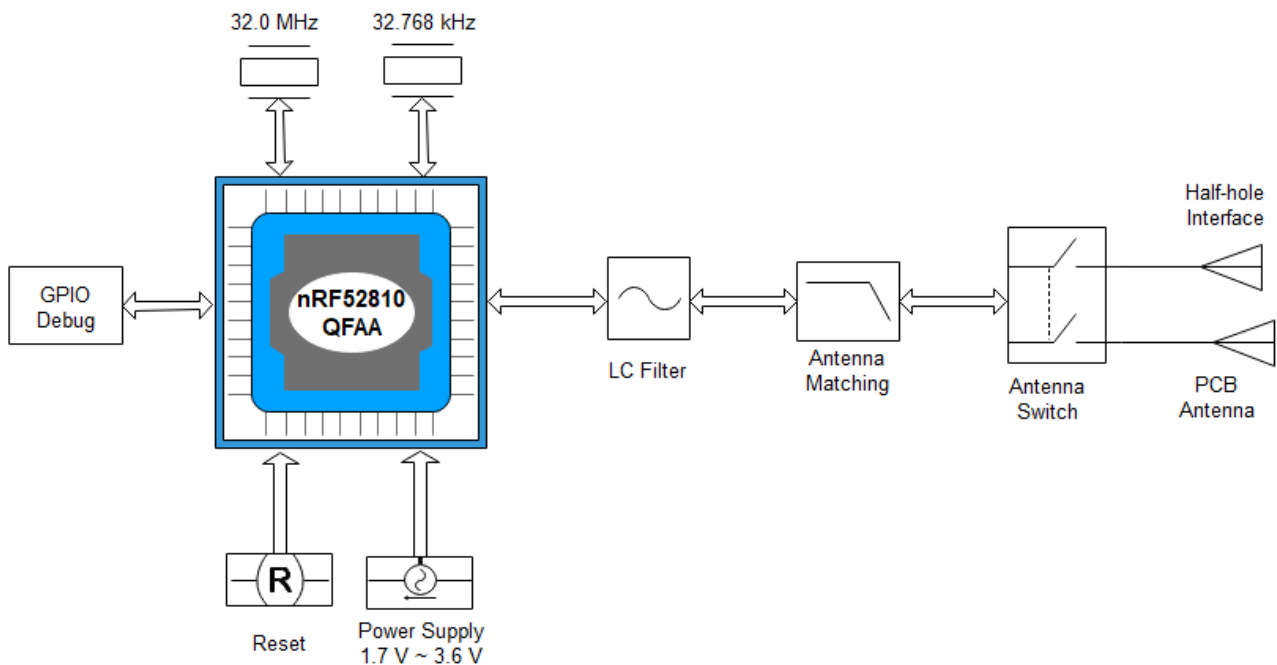 32.0 MHz
32.768 kHz
GPIO
Debug
nRF52810
QFAA
LC Filter
Antenna
Matching
Antenna
Switch
Half-hole
Interface
PCB
Antenna
R
Reset
Power Supply
1.7 V ~ 3.6 V